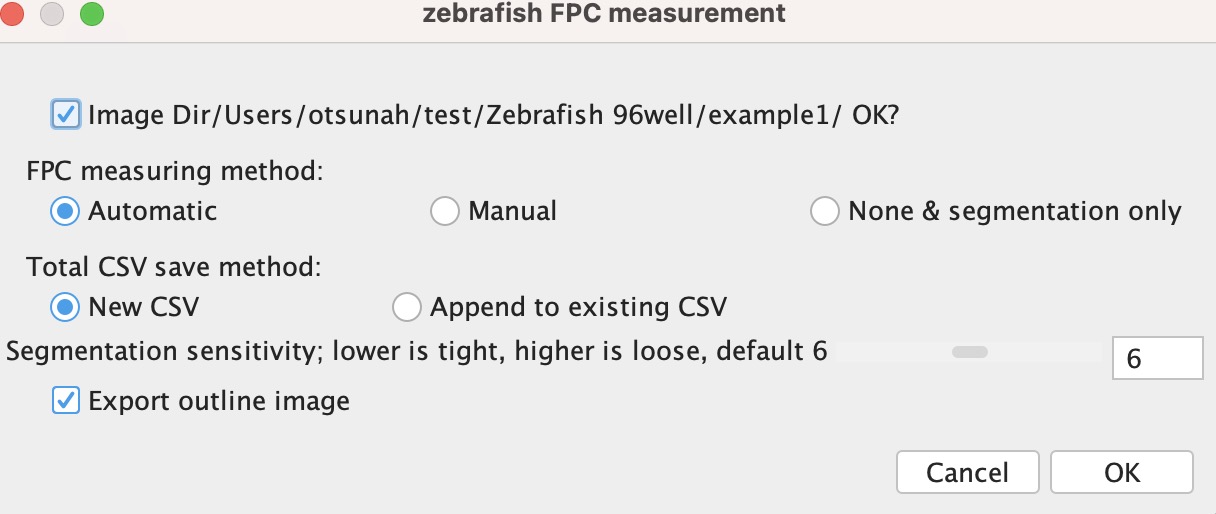 zebrafish FPC measurement
Image Dir/Users/otsunah/test/Zebrafish 96well/example1/ OK?
FPC measuring method:
Automatic Manual None & segmentation only
Total CSV save method:
New CSV Append to existing CSV
Segmentation sensitivity; lower is tight, higher is loose, default 6 6
Export outline image
Cancel OK